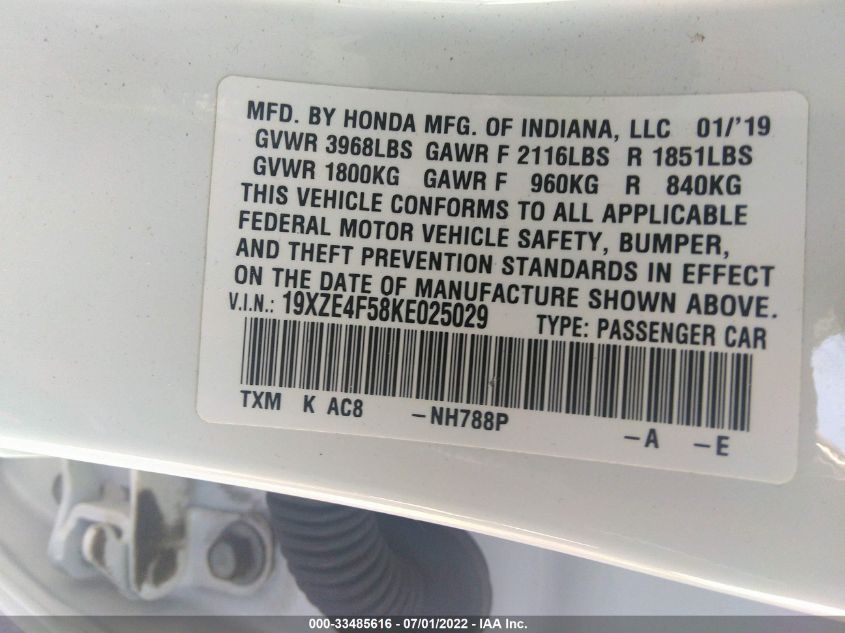 MFD. BY HONDA MFG. OF INDIANA, LLC 01/'19
GVWR 3968LBS GAWR F 2116LBS R 1851LBS
GVWR 1800KG GAWR F 960KG R 840KG
THIS VEHICLE CONFORMS TO ALL APPLICABLE
FEDERAL MOTOR VEHICLE SAFETY, BUMPER,
AND THEFT PREVENTION STANDARDS IN EFFECT
ON THE DATE OF MANUFACTURE SHOWN ABOVE.
V.I.N.: 19XZE4F58KE025029 TYPE: PASSENGER CAR
TXM K AC8 -NH788P -A -E
000-33485616 - 07/01/2022 - IAA Inc.